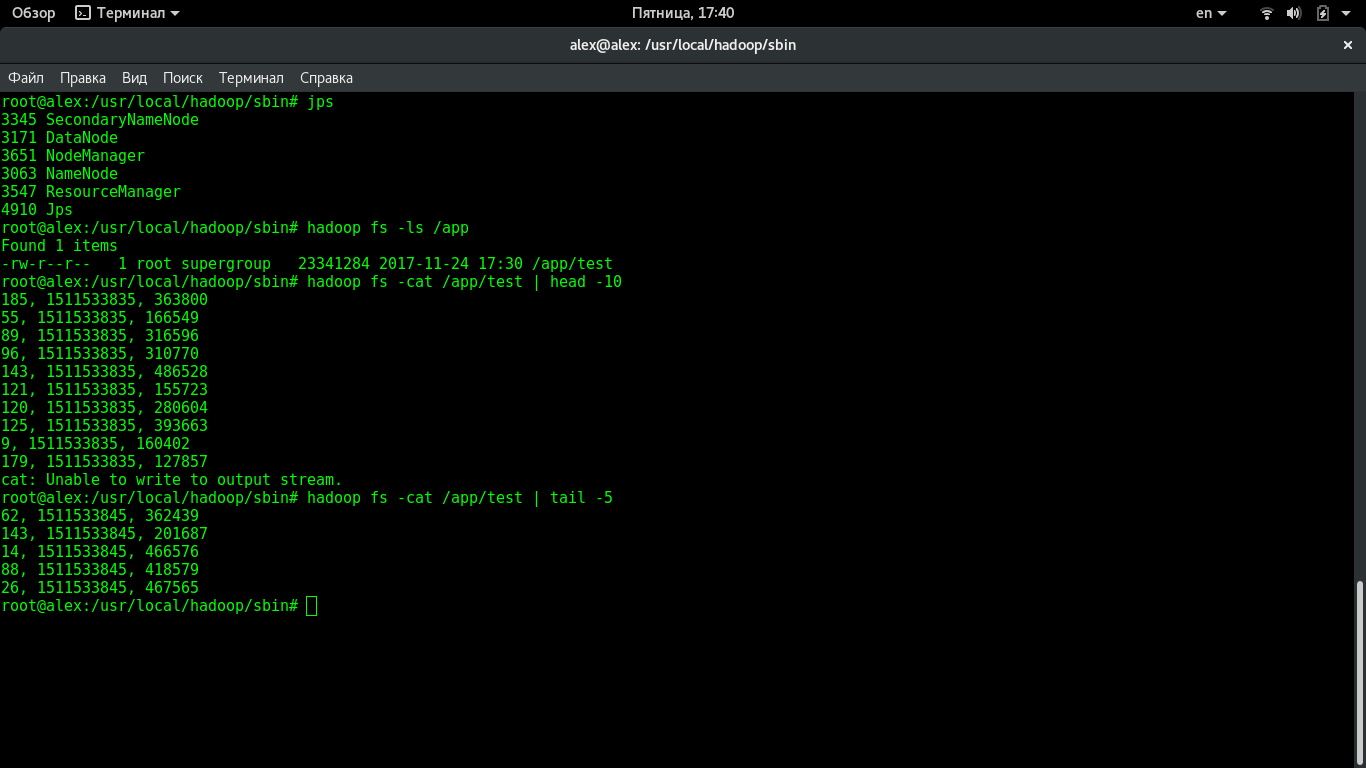 Обзор Терминал Пятница, 17:40 en
alex@alex: /usr/local/hadoop/sbin ×
Файл Правка Вид Поиск Терминал Справка
root@alex:/usr/local/hadoop/sbin# jps
3345 SecondaryNameNode
3171 DataNode
3651 NodeManager
3063 NameNode
3547 ResourceManager
4910 Jps
root@alex:/usr/local/hadoop/sbin# hadoop fs -ls /app
Found 1 items
-rw-r--r--   1 root supergroup   23341284 2017-11-24 17:30 /app/test
root@alex:/usr/local/hadoop/sbin# hadoop fs -cat /app/test | head -10
185, 1511533835, 363800
55, 1511533835, 166549
89, 1511533835, 316596
96, 1511533835, 310770
143, 1511533835, 486528
121, 1511533835, 155723
120, 1511533835, 280604
125, 1511533835, 393663
9, 1511533835, 160402
179, 1511533835, 127857
cat: Unable to write to output stream.
root@alex:/usr/local/hadoop/sbin# hadoop fs -cat /app/test | tail -5
62, 1511533845, 362439
143, 1511533845, 201687
14, 1511533845, 466576
88, 1511533845, 418579
26, 1511533845, 467565
root@alex:/usr/local/hadoop/sbin#